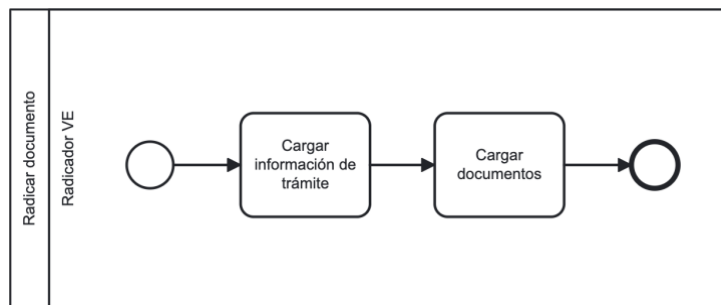 Radicar documento
Radicador VE
Cargar
información de
trámite
Cargar
documentos